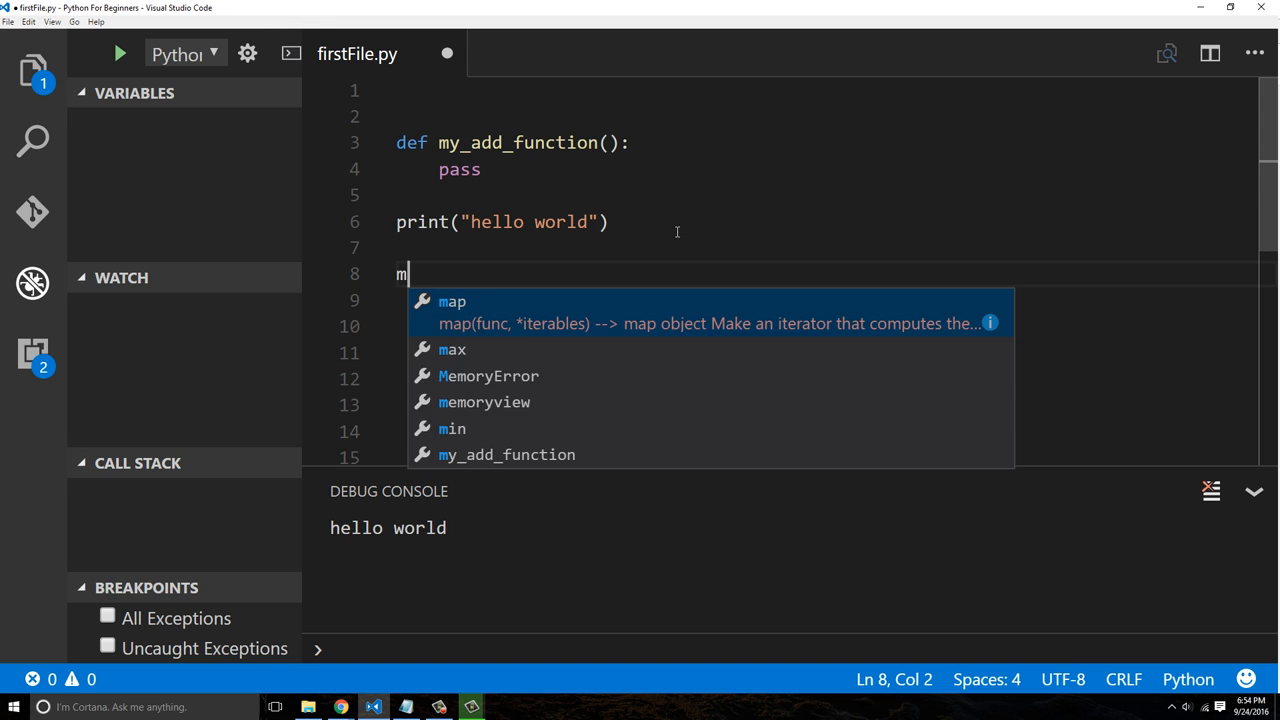 ● firstFile.py - Python For Beginners - Visual Studio Code
File Edit View Go Help
1
2
Pythor
VARIABLES
WATCH
CALL STACK
BREAKPOINTS
All Exceptions
Uncaught Exceptions
firstFile.py ●
1
2
3 def my_add_function():
4 pass
5
6 print("hello world")
7
8 m
9
10
11
12
13
14
15
map
map(func, *iterables) --> map object Make an iterator that computes the...
max
MemoryError
memoryview
min
my_add_function
DEBUG CONSOLE
hello world
›
0 0 Ln 8, Col 2 Spaces: 4 UTF-8 CRLF Python
I'm Cortana. Ask me anything.
6:54 PM
9/24/2016